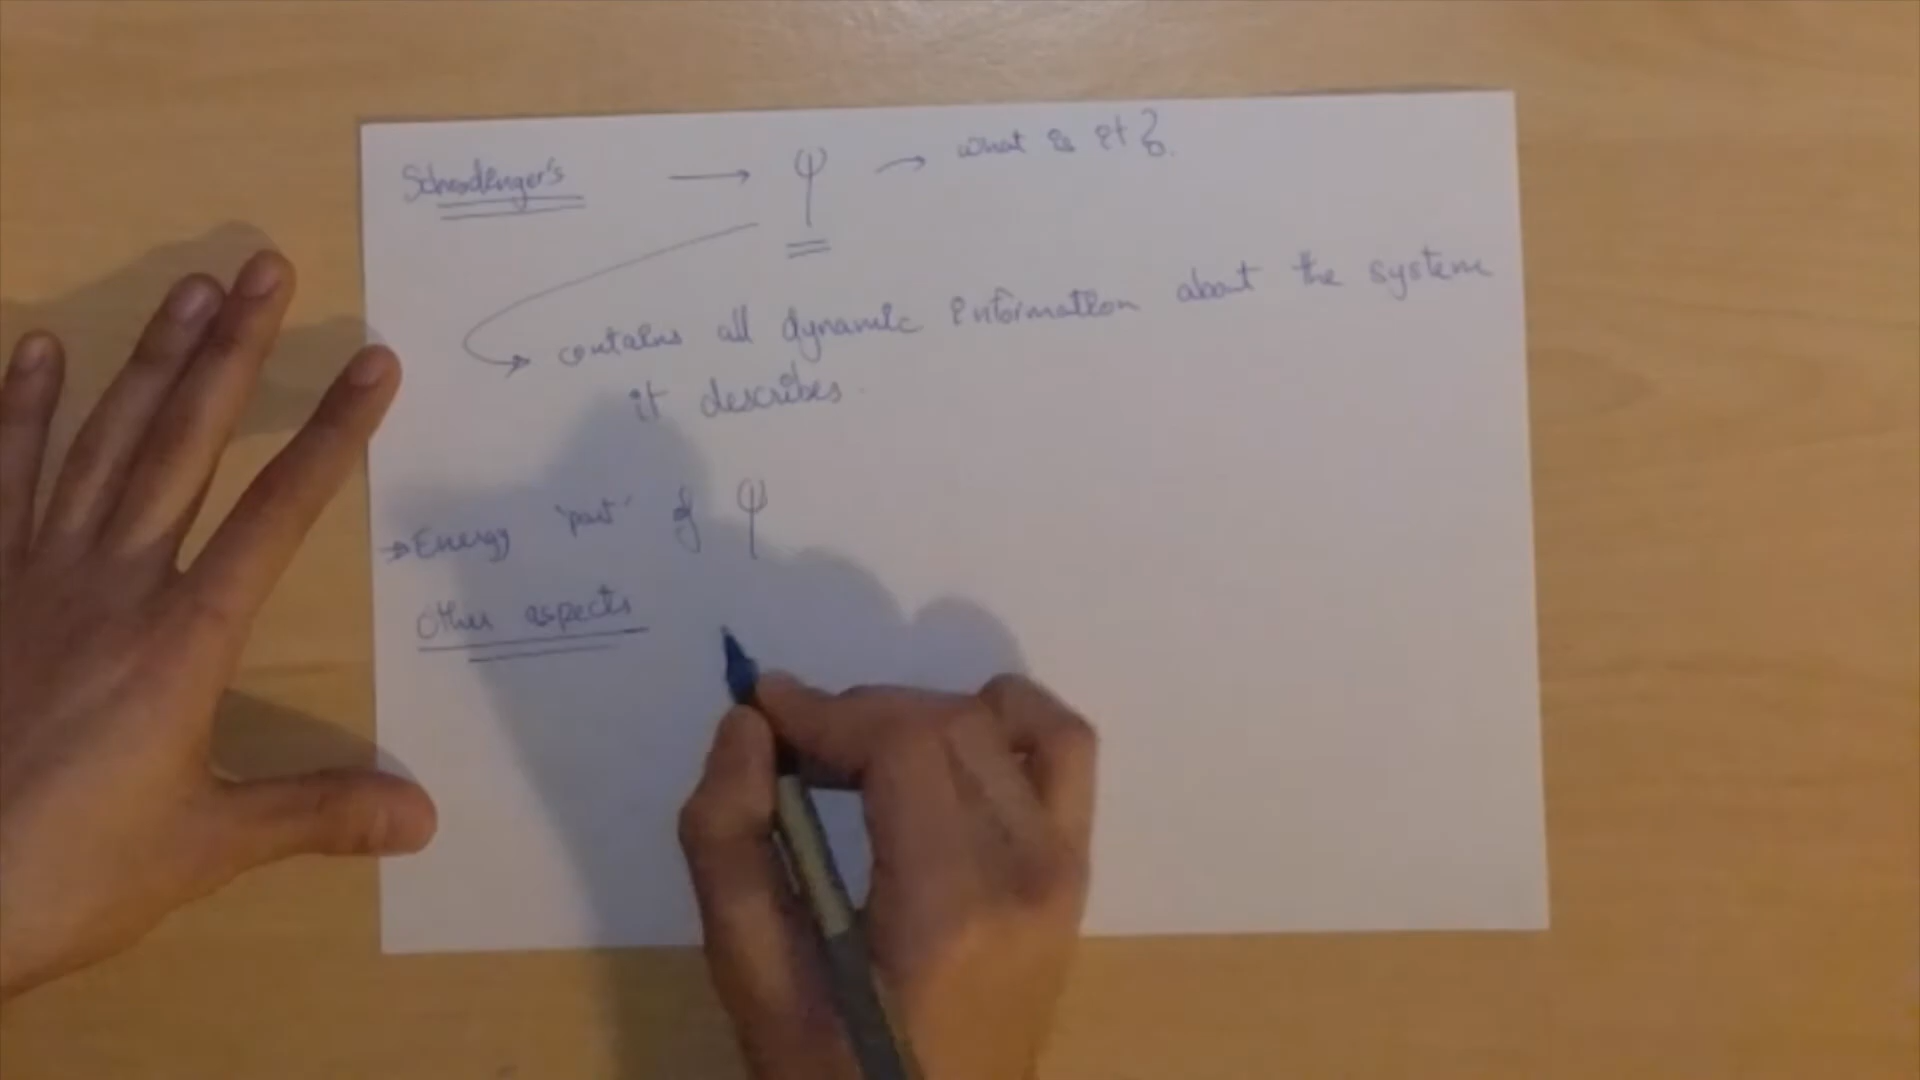 Schrodinger's → ψ → what is it?
contains all dynamic information about the system
it describes.
→ Energy 'part' of ψ
Other aspects